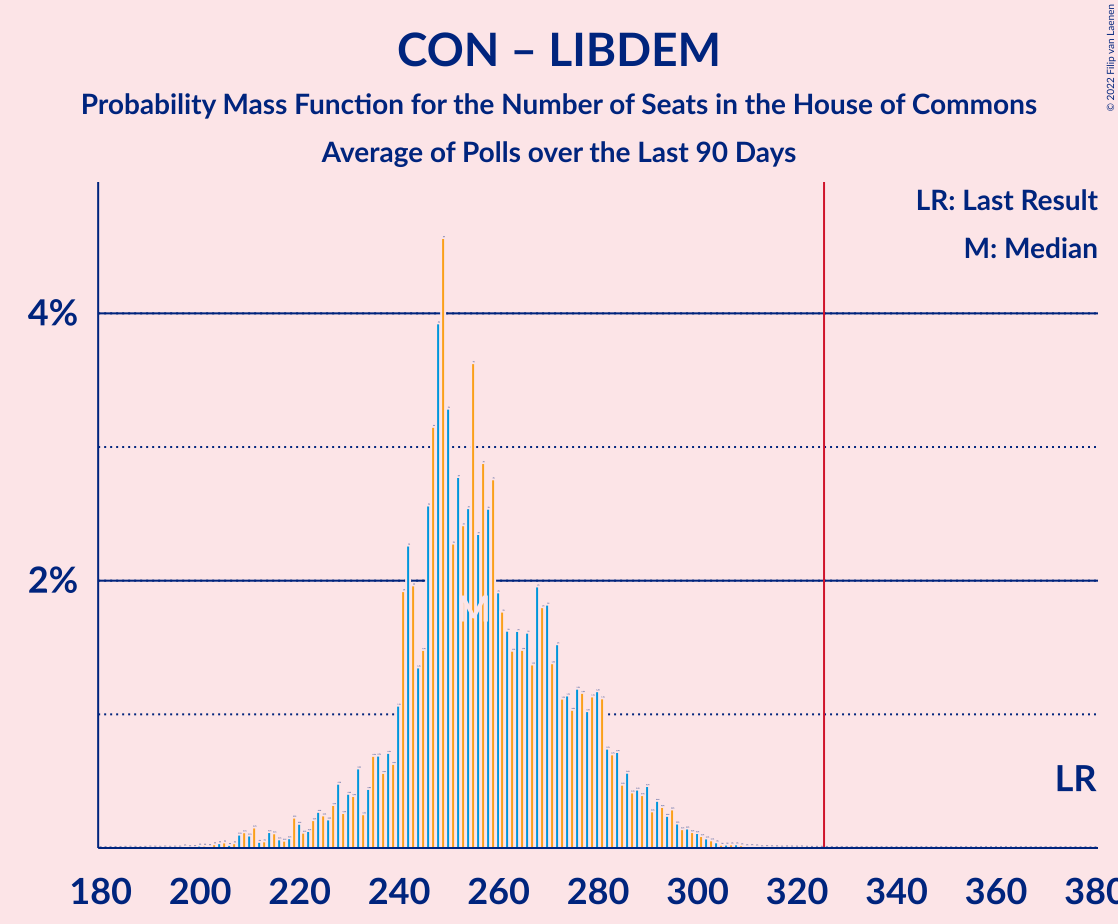 CON – LIBDEM
Probability Mass Function for the Number of Seats in the House of Commons
Average of Polls over the Last 90 Days
© 2022 Filip van Laenen
LR: Last Result
M: Median
4%
2%
LR
180 200 220 240 260 280 300 320 340 360 380